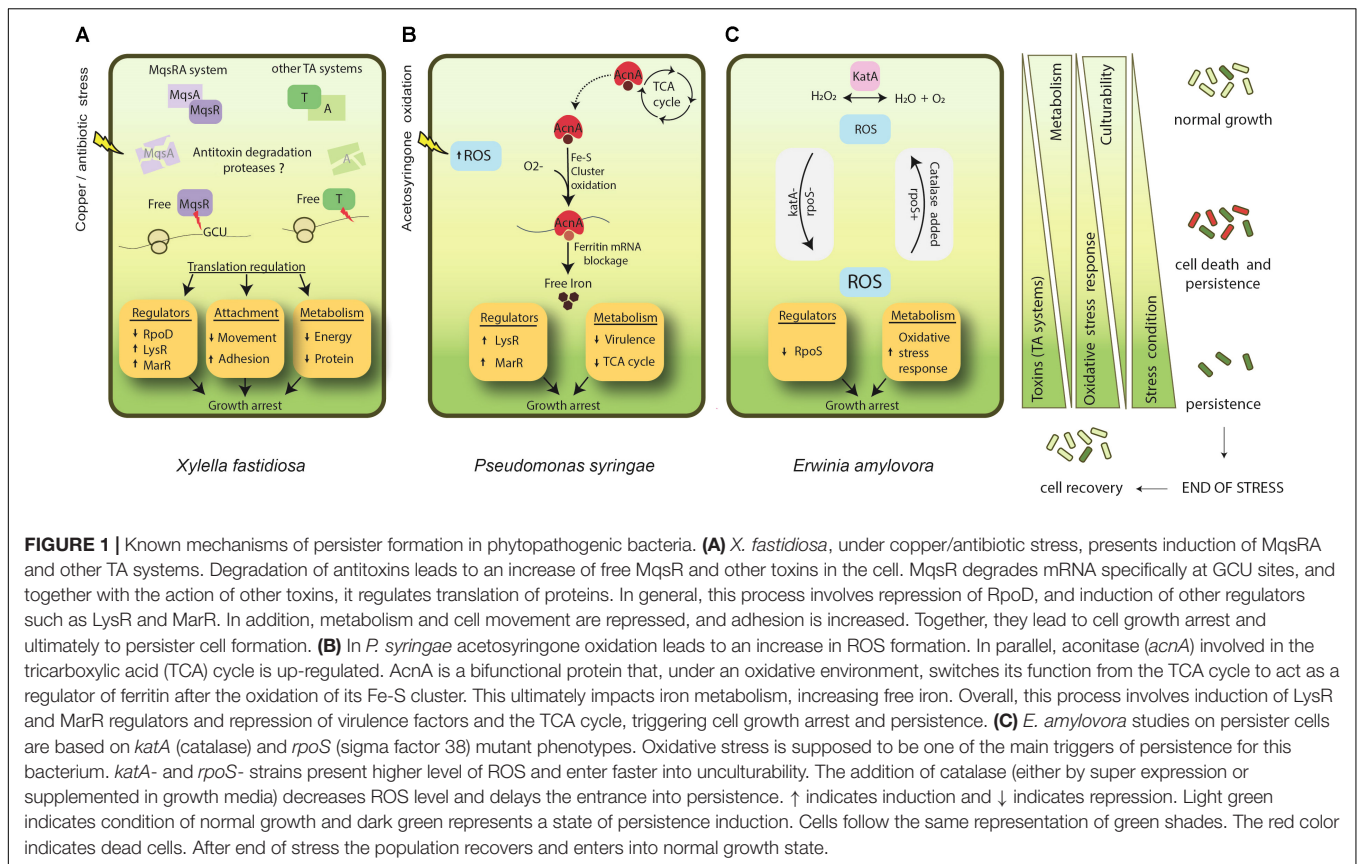 A
B
C
Copper / antibiotic stress
MqsRA system
other TA systems
MqsA
MqsR
T
A
MqsA
Antitoxin degradation
proteases ?
A
Free
MqsR
Free
T
GCU
Translation regulation
Regulators
↓ RpoD
↑ LysR
↑ MarR
Attachment
↓ Movement
↑ Adhesion
Metabolism
↓ Energy
↓ Protein
Growth arrest
Xylella fastidiosa
Acetosyringone oxidation
AcnA
TCA
cycle
AcnA
↑ ROS
O2-
Fe-S
Cluster
oxidation
AcnA
Ferritin mRNA
blockage
Free Iron
Regulators
↑ LysR
↑ MarR
Metabolism
↓ Virulence
↓ TCA cycle
Growth arrest
Pseudomonas syringae
KatA
H₂O₂
H₂O + O₂
ROS
katA-
rpoS-
Catalase added
rpoS+
ROS
Regulators
↓ RpoS
Metabolism
↑ Oxidative
stress
response
Growth arrest
Erwinia amylovora
Metabolism
Toxins (TA systems)
Culturability
Oxidative stress response
Stress condition
normal growth
cell death and
persistence
persistence
END OF STRESS
cell recovery
FIGURE 1 | Known mechanisms of persister formation in phytopathogenic bacteria. (A) X. fastidiosa, under copper/antibiotic stress, presents induction of MqsRA
and other TA systems. Degradation of antitoxins leads to an increase of free MqsR and other toxins in the cell. MqsR degrades mRNA specifically at GCU sites, and
together with the action of other toxins, it regulates translation of proteins. In general, this process involves repression of RpoD, and induction of other regulators
such as LysR and MarR. In addition, metabolism and cell movement are repressed, and adhesion is increased. Together, they lead to cell growth arrest and
ultimately to persister cell formation. (B) In P. syringae acetosyringone oxidation leads to an increase in ROS formation. In parallel, aconitase (acnA) involved in the
tricarboxylic acid (TCA) cycle is up-regulated. AcnA is a bifunctional protein that, under an oxidative environment, switches its function from the TCA cycle to act as a
regulator of ferritin after the oxidation of its Fe-S cluster. This ultimately impacts iron metabolism, increasing free iron. Overall, this process involves induction of LysR
and MarR regulators and repression of virulence factors and the TCA cycle, triggering cell growth arrest and persistence. (C) E. amylovora studies on persister cells
are based on katA (catalase) and rpoS (sigma factor 38) mutant phenotypes. Oxidative stress is supposed to be one of the main triggers of persistence for this
bacterium. katA- and rpoS- strains present higher level of ROS and enter faster into unculturability. The addition of catalase (either by super expression or
supplemented in growth media) decreases ROS level and delays the entrance into persistence. ↑ indicates induction and ↓ indicates repression. Light green
indicates condition of normal growth and dark green represents a state of persistence induction. Cells follow the same representation of green shades. The red color
indicates dead cells. After end of stress the population recovers and enters into normal growth state.